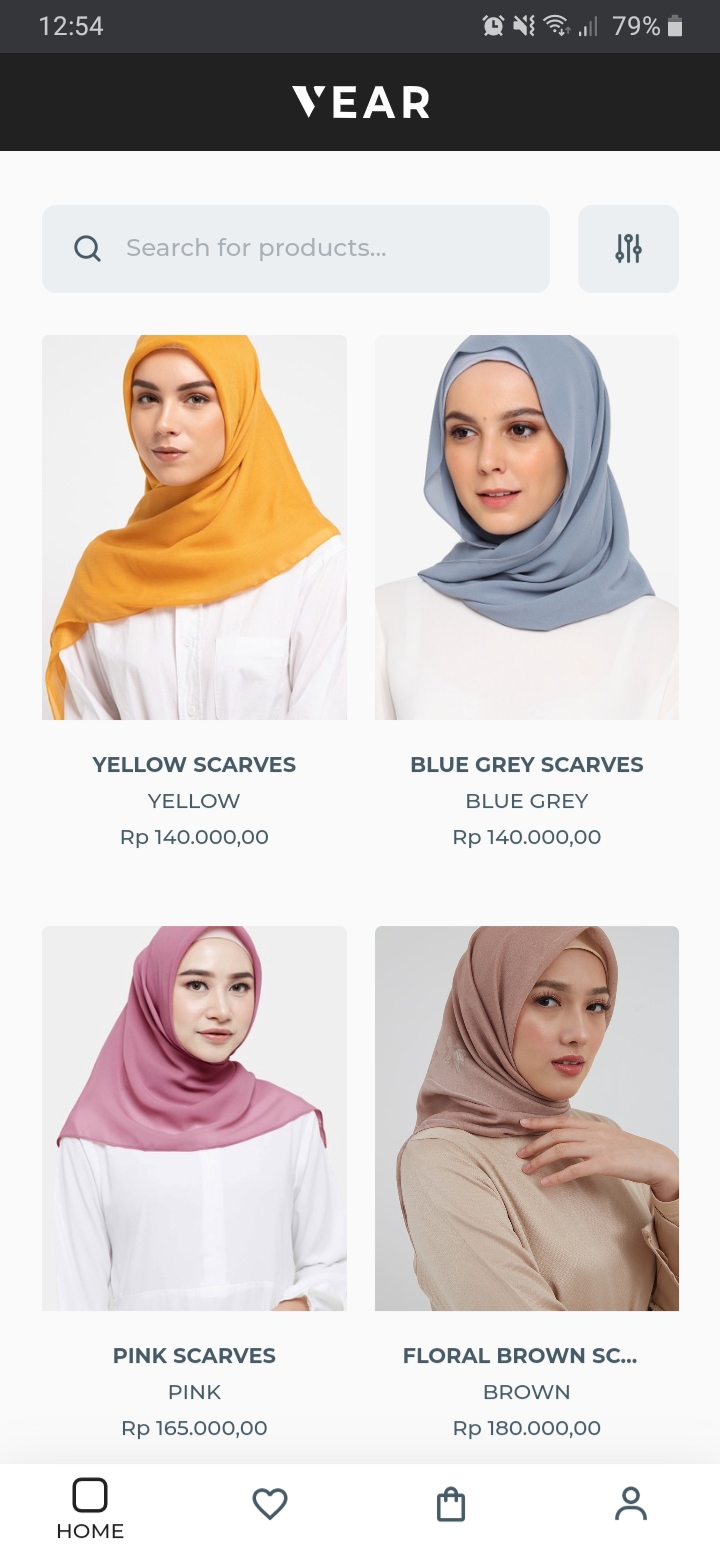 12:54
79%
VEAR
Search for products...
YELLOW SCARVES
YELLOW
Rp 140.000,00
BLUE GREY SCARVES
BLUE GREY
Rp 140.000,00
PINK SCARVES
PINK
Rp 165.000,00
FLORAL BROWN SC...
BROWN
Rp 180.000,00
HOME